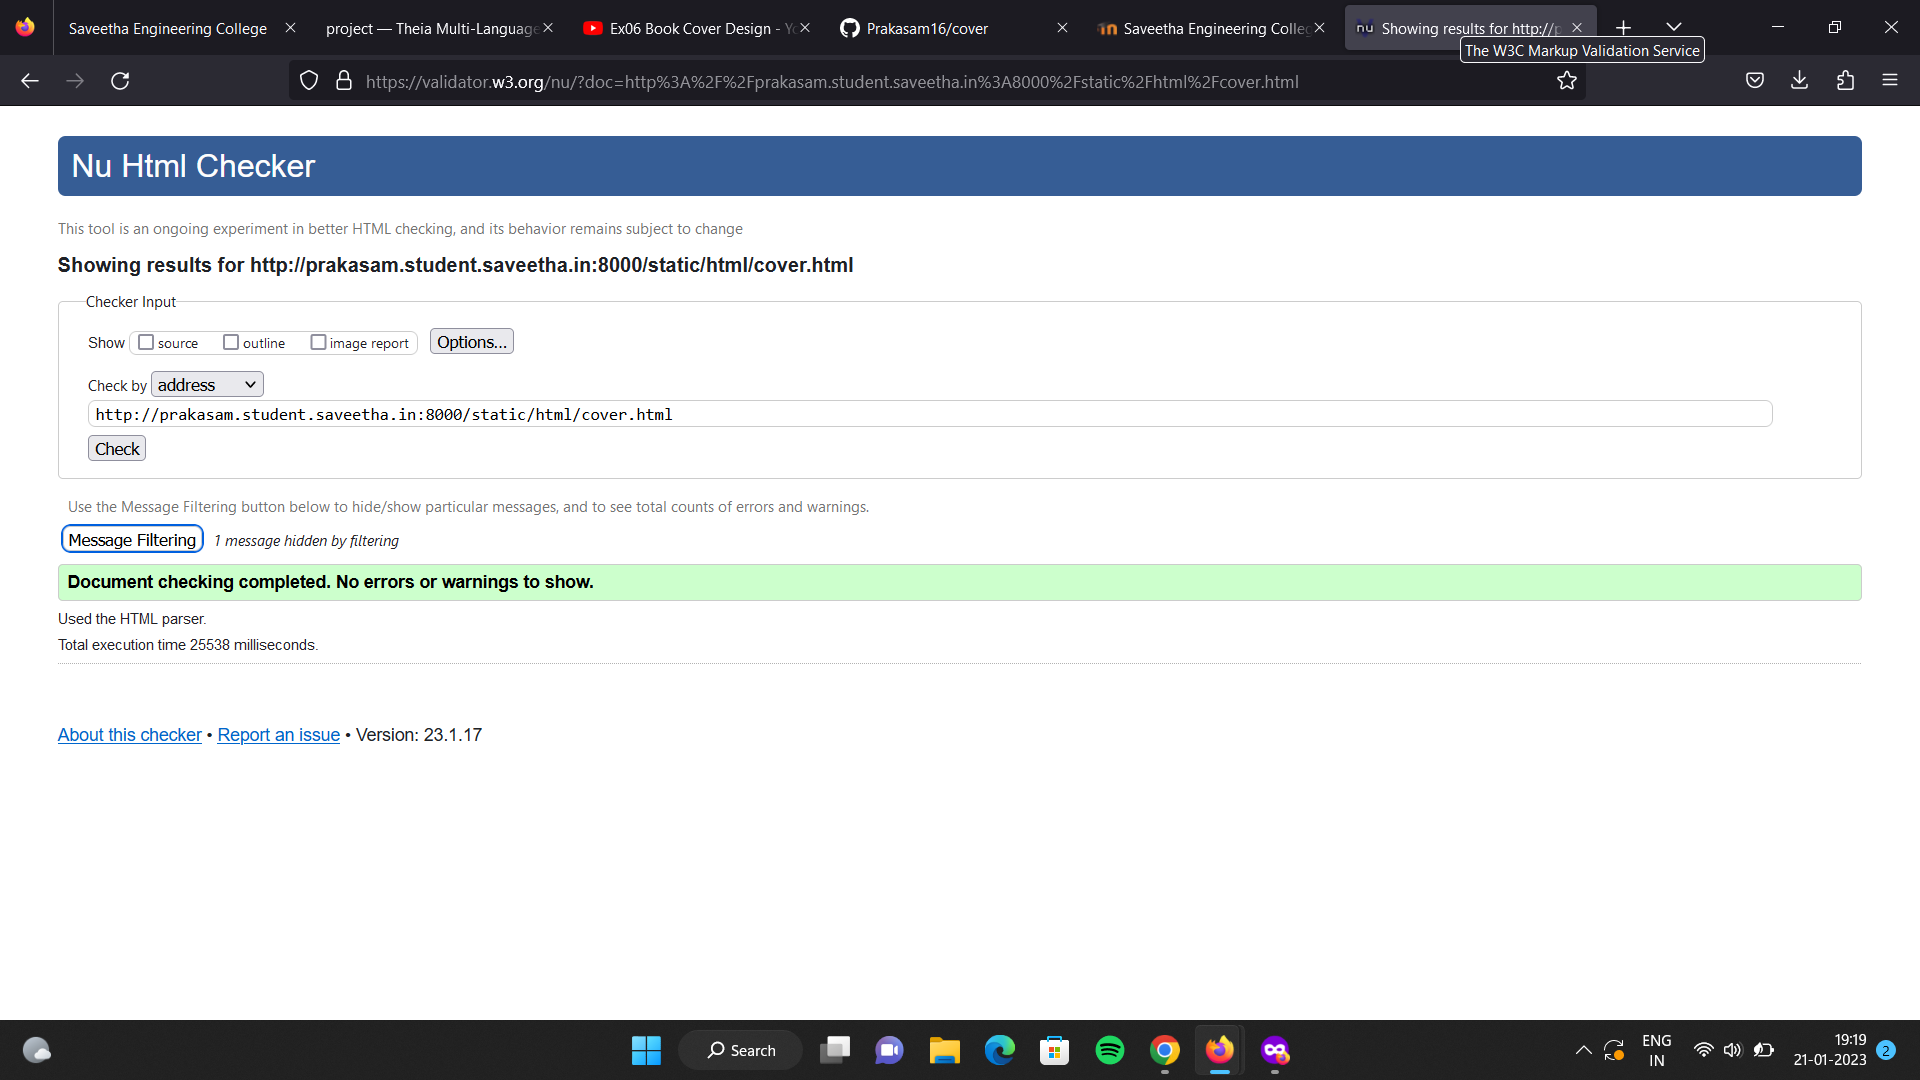 Saveetha Engineering College
project — Theia Multi-Language
Ex06 Book Cover Design - Yo
Prakasam16/cover
Saveetha Engineering Colleg
nu Showing results for http://p
The W3C Markup Validation Service
https://validator.w3.org/nu/?doc=http%3A%2F%2Fprakasam.student.saveetha.in%3A8000%2Fstatic%2Fhtml%2Fcover.html
Nu Html Checker
This tool is an ongoing experiment in better HTML checking, and its behavior remains subject to change
Showing results for http://prakasam.student.saveetha.in:8000/static/html/cover.html
Checker Input
Show source outline image report Options...
Check by address
http://prakasam.student.saveetha.in:8000/static/html/cover.html
Check
Use the Message Filtering button below to hide/show particular messages, and to see total counts of errors and warnings.
Message Filtering 1 message hidden by filtering
Document checking completed. No errors or warnings to show.
Used the HTML parser.
Total execution time 25538 milliseconds.
About this checker • Report an issue • Version: 23.1.17
Search
ENG
IN
19:19
21-01-2023
2